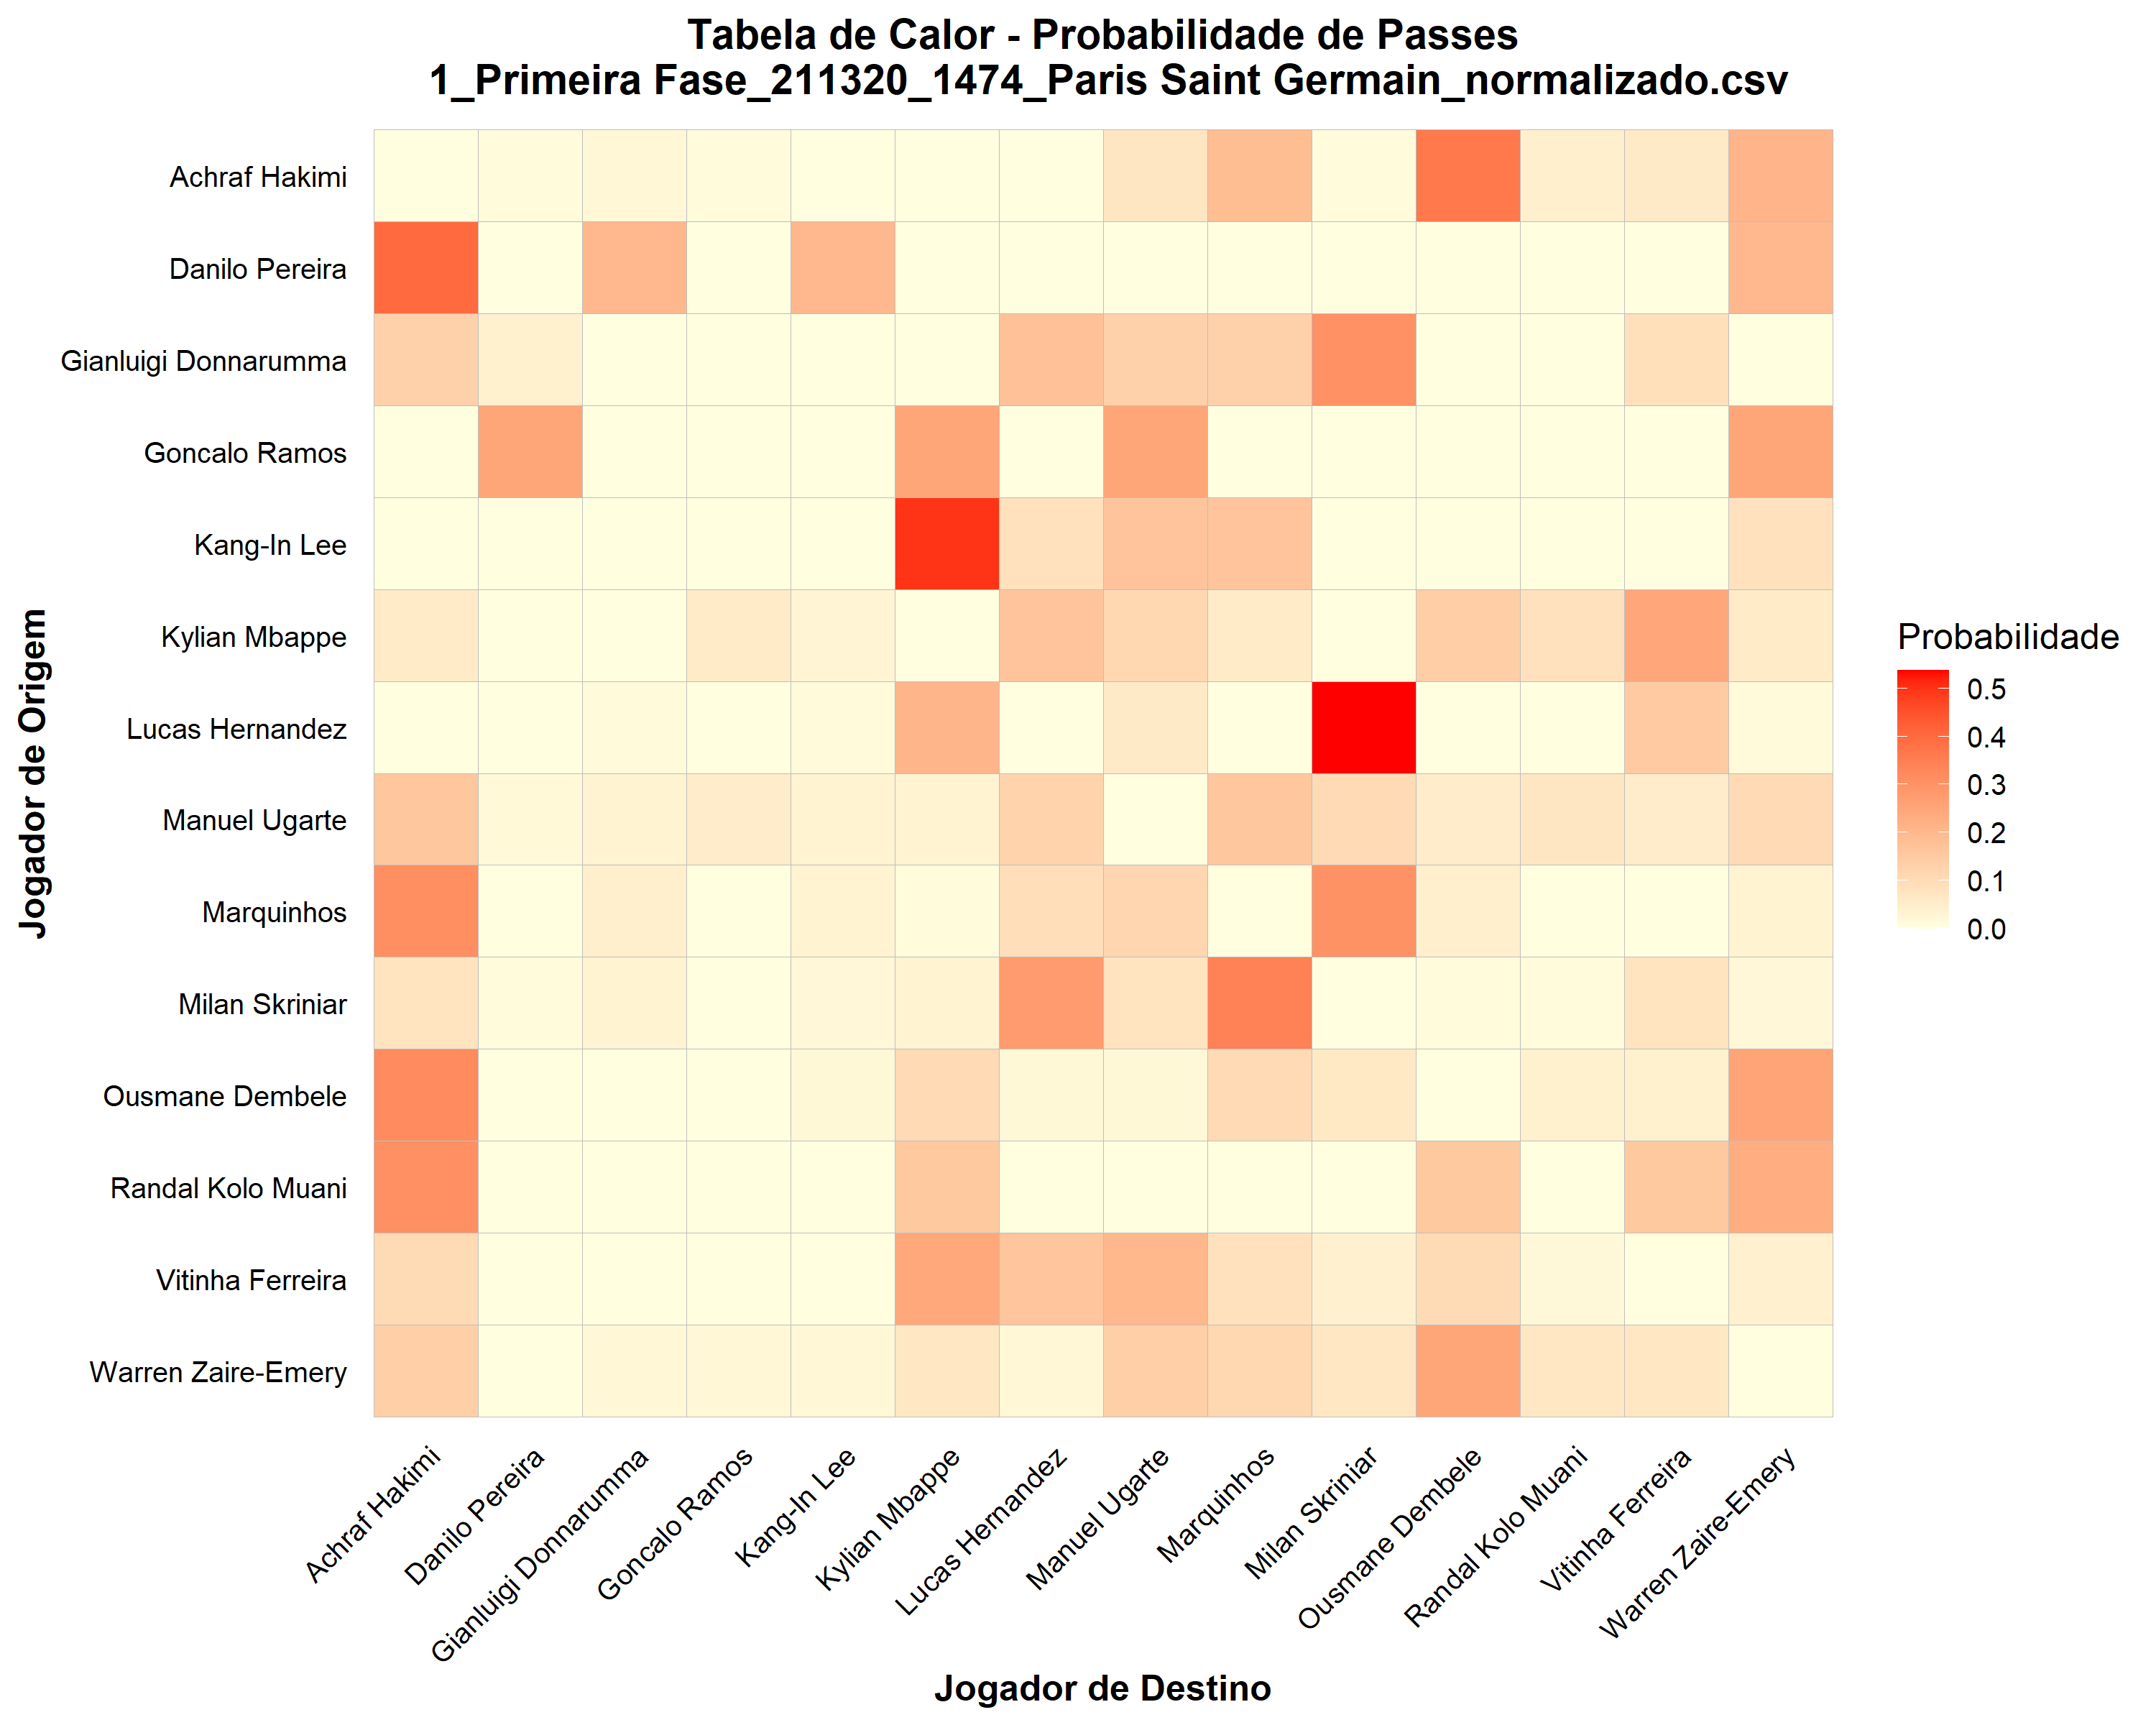 Tabela de Calor - Probabilidade de Passes
1_Primeira Fase_211320_1474_Paris Saint Germain_normalizado.csv
Jogador de Origem
Achraf Hakimi
Danilo Pereira
Gianluigi Donnarumma
Goncalo Ramos
Kang-In Lee
Kylian Mbappe
Lucas Hernandez
Manuel Ugarte
Marquinhos
Milan Skriniar
Ousmane Dembele
Randal Kolo Muani
Vitinha Ferreira
Warren Zaire-Emery
Achraf Hakimi
Danilo Pereira
Gianluigi Donnarumma
Goncalo Ramos
Kang-In Lee
Kylian Mbappe
Lucas Hernandez
Manuel Ugarte
Marquinhos
Milan Skriniar
Ousmane Dembele
Randal Kolo Muani
Vitinha Ferreira
Warren Zaire-Emery
Jogador de Destino
Probabilidade
0.5
0.4
0.3
0.2
0.1
0.0